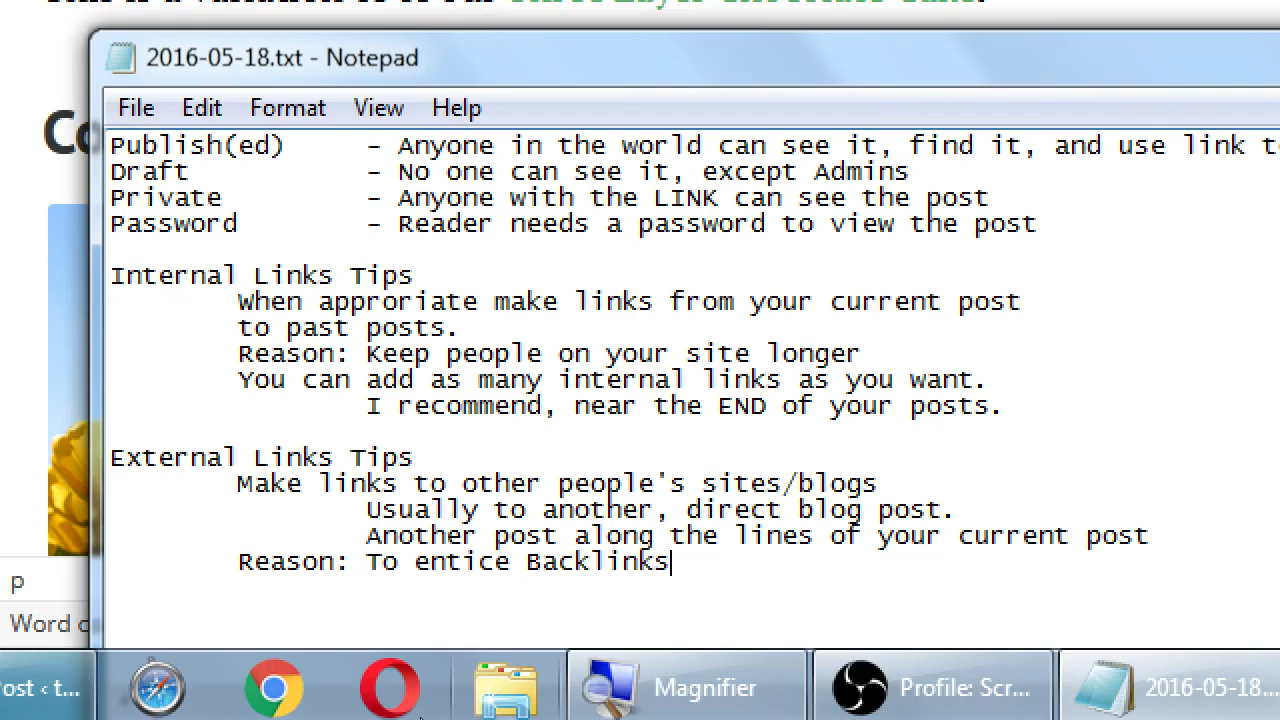 2016-05-18.txt - Notepad
File Edit Format View Help
Publish(ed) - Anyone in the world can see it, find it, and use link t
Draft - No one can see it, except Admins
Private - Anyone with the LINK can see the post
Password - Reader needs a password to view the post
Internal Links Tips
When approriate make links from your current post
to past posts.
Reason: Keep people on your site longer
You can add as many internal links as you want.
I recommend, near the END of your posts.
External Links Tips
Make links to other people's sites/blogs
Usually to another, direct blog post.
Another post along the lines of your current post
Reason: To entice Backlinks
p
Word c
ost ‹ t... Magnifier Profile: Scr... 2016-05-18...